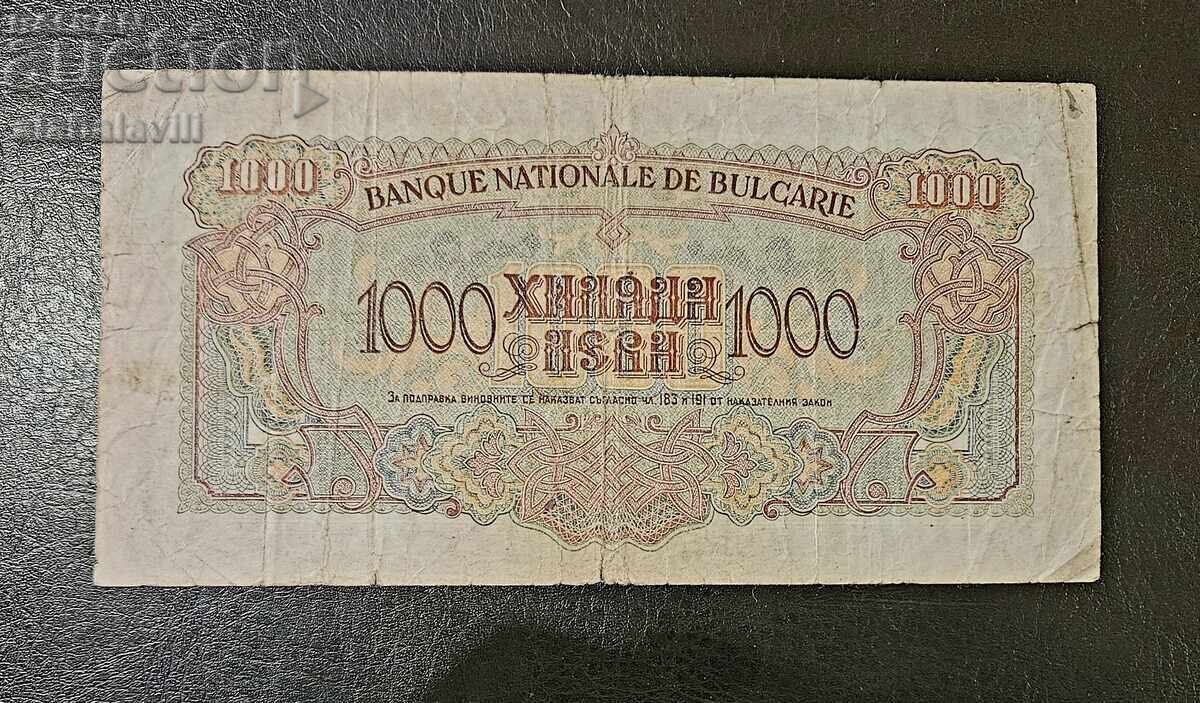 auction
1000
BANQUE NATIONALE DE BULGARIE
1000
1000
ХИЛЯДИ
ЛЕВА
1000
ЗА ПОДПРАВКА ВИНОВНИТЕ СЕ НАКАЗВАТ СЪГЛАСНО ЧЛ. 183 И 191 ОТ НАКАЗАТЕЛНИЯ ЗАКОН